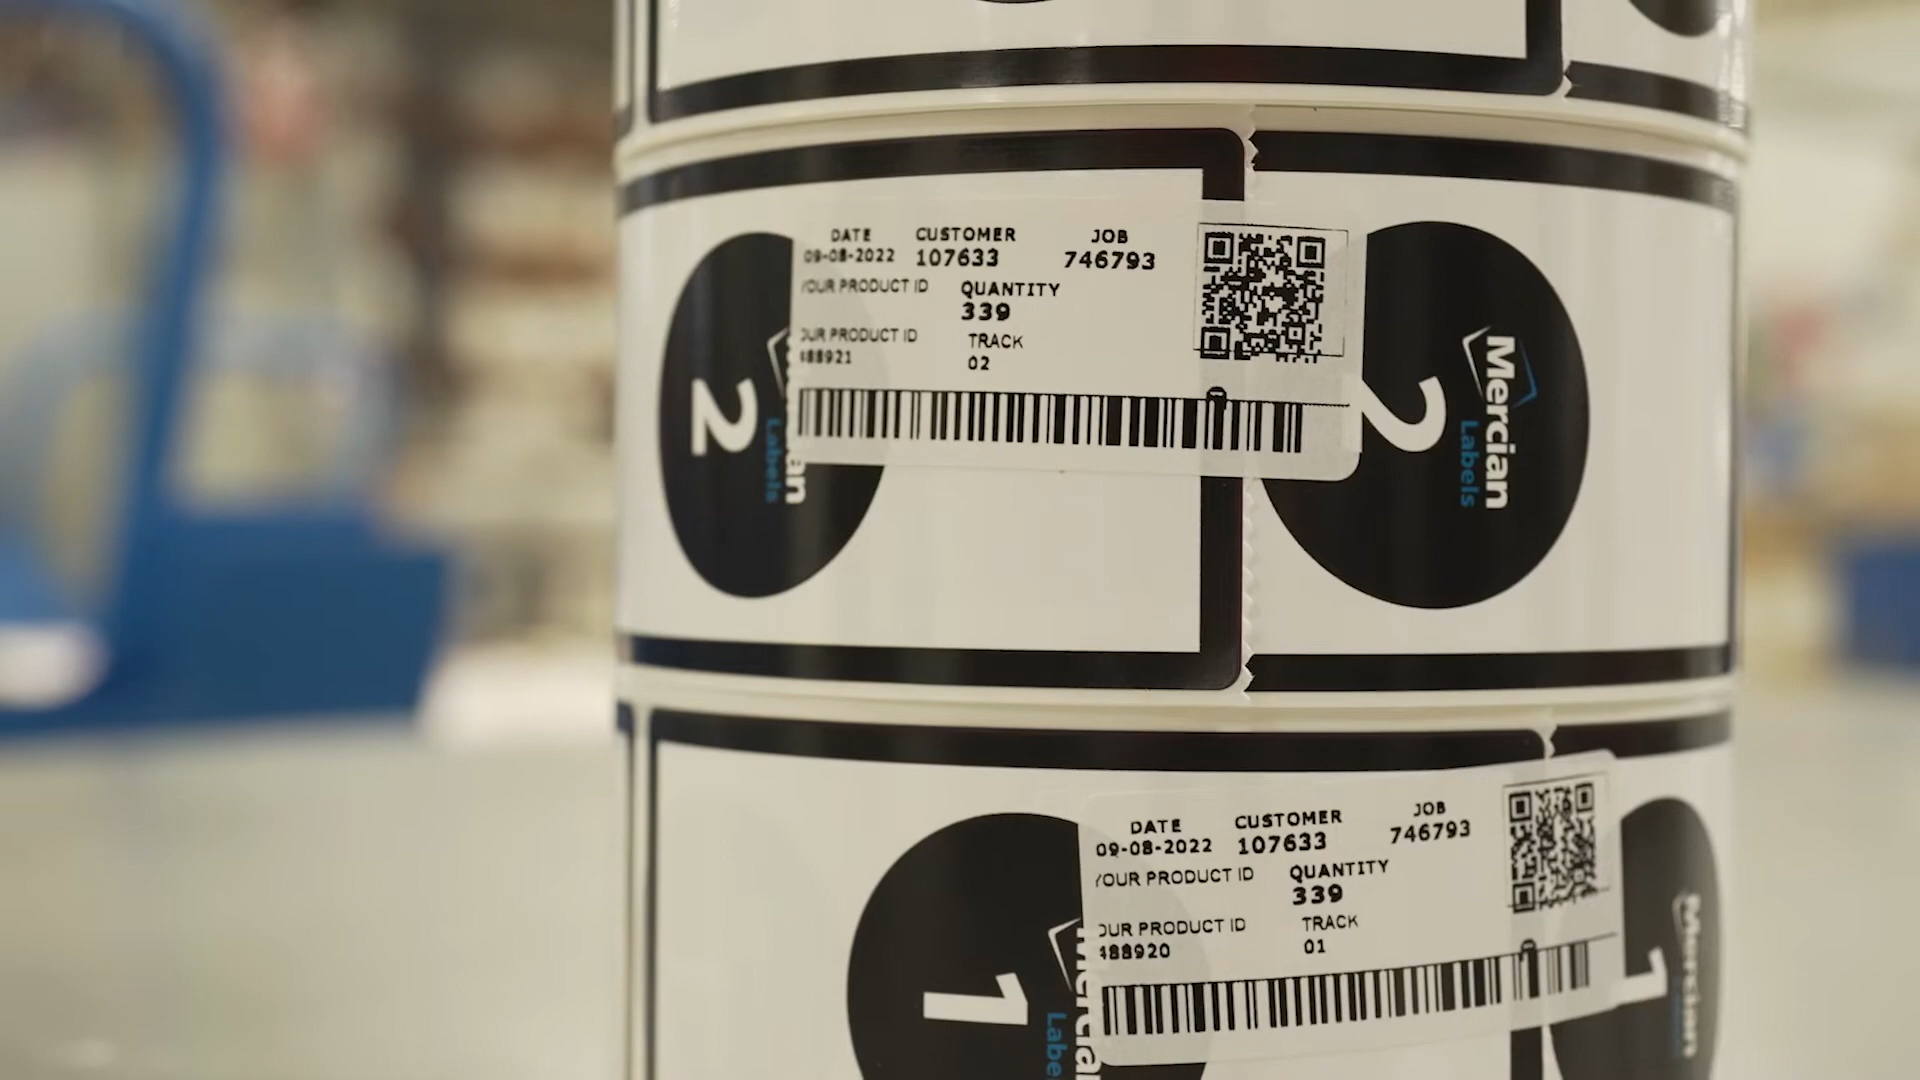 DATE CUSTOMER JOB
09-08-2022 107633 746793
YOUR PRODUCT ID QUANTITY
339
OUR PRODUCT ID TRACK
488921 02
2
Mercian
Labels
2
Mercian
Labels
DATE CUSTOMER JOB
09-08-2022 107633 746793
YOUR PRODUCT ID QUANTITY
339
OUR PRODUCT ID TRACK
488920 01
1
Mercian
Labels
1
Mercian